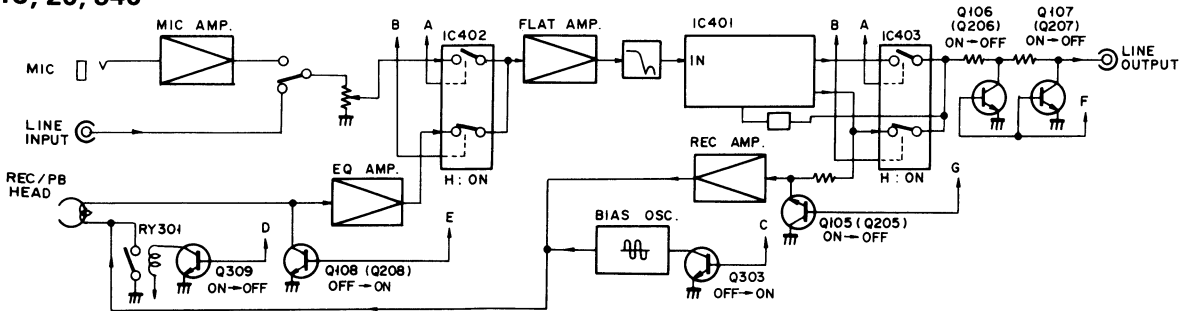 MIC AMP.
MIC
LINE INPUT
B
A
IC402
H: ON
FLAT AMP.
IC401
IN
B
A
IC403
H: ON
Q106 (Q206) ON→OFF
Q107 (Q207) ON→OFF
LINE OUTPUT
F
REC/PB HEAD
EQ AMP.
REC AMP.
G
RY301
D
E
BIAS OSC.
C
Q105 (Q205) ON→OFF
Q309 ON→OFF
Q108 (Q208) OFF→ON
Q303 OFF→ON